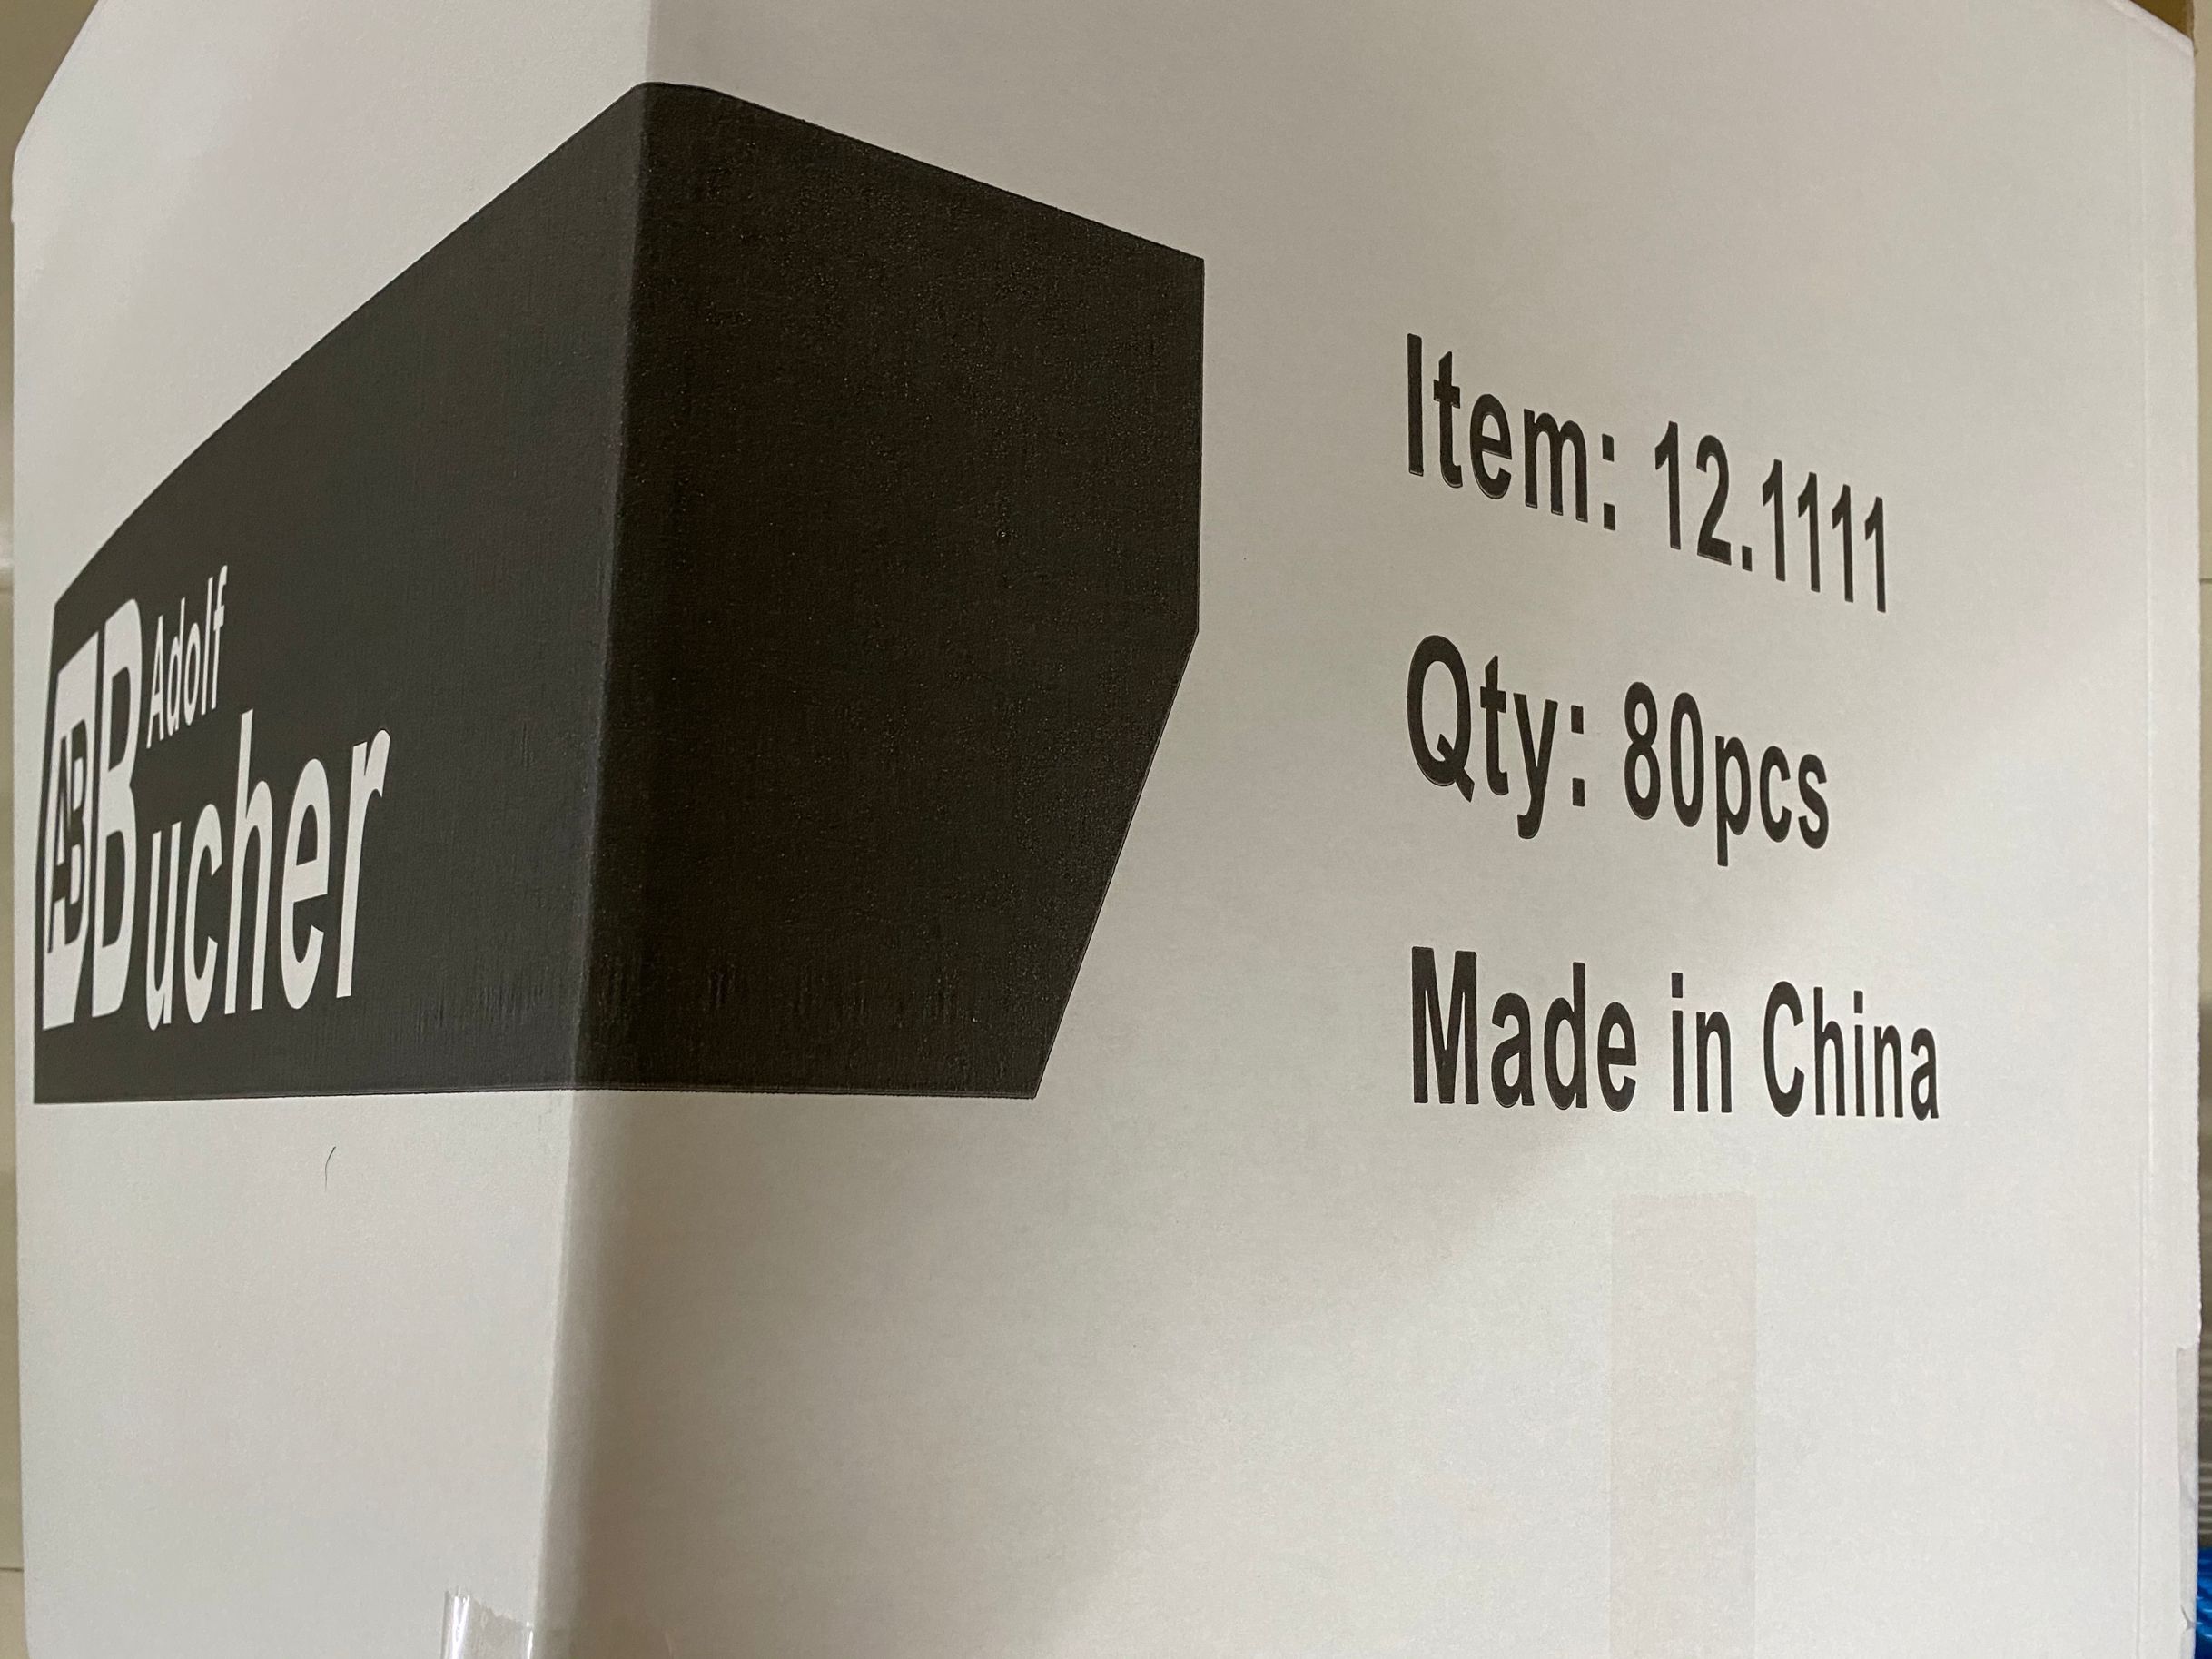 AB
Adolf
Bucher
Item: 12.1111
Qty: 80pcs
Made in China